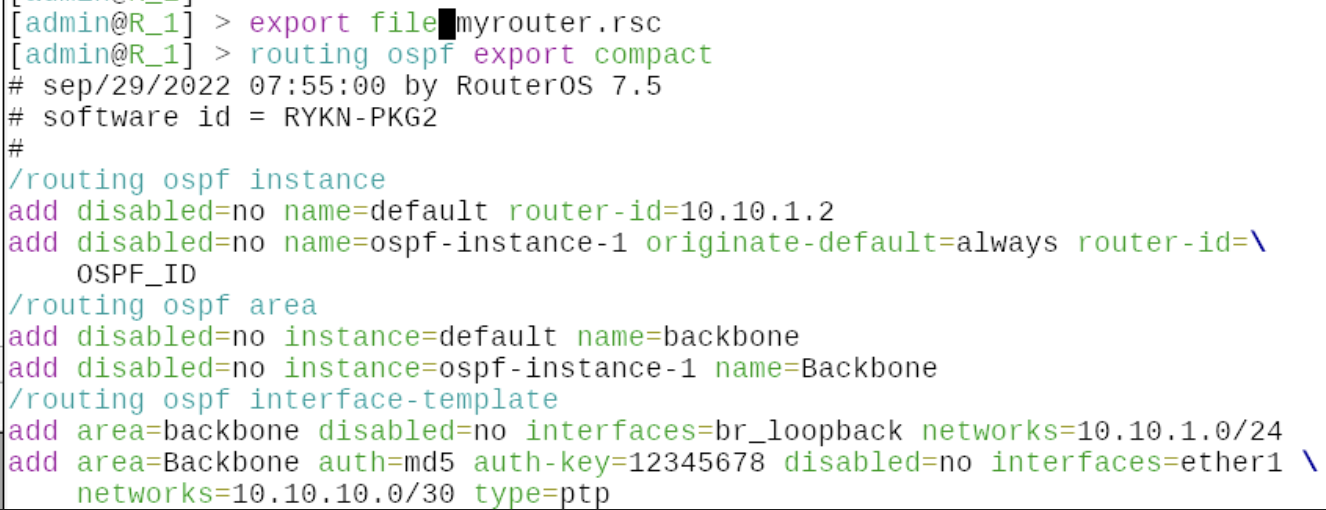 [admin@R_1] > export file myrouter.rsc
[admin@R_1] > routing ospf export compact
# sep/29/2022 07:55:00 by RouterOS 7.5
# software id = RYKN-PKG2
#
/routing ospf instance
add disabled=no name=default router-id=10.10.1.2
add disabled=no name=ospf-instance-1 originate-default=always router-id=\
    OSPF_ID
/routing ospf area
add disabled=no instance=default name=backbone
add disabled=no instance=ospf-instance-1 name=Backbone
/routing ospf interface-template
add area=backbone disabled=no interfaces=br_loopback networks=10.10.1.0/24
add area=Backbone auth=md5 auth-key=12345678 disabled=no interfaces=ether1 \
    networks=10.10.10.0/30 type=ptp